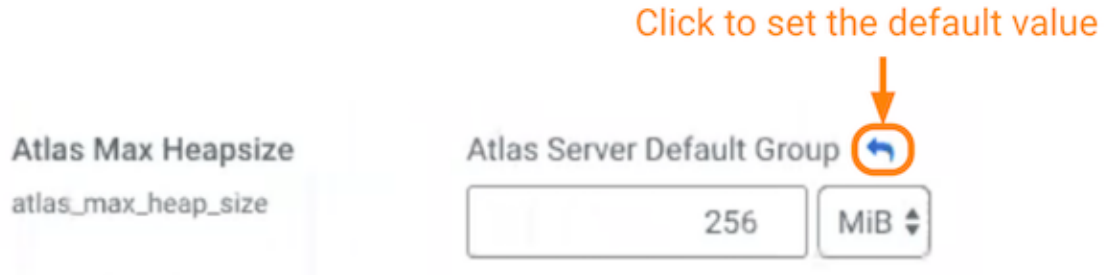 Click to set the default value
Atlas Max Heapsize
atlas_max_heap_size
Atlas Server Default Group
256
MiB